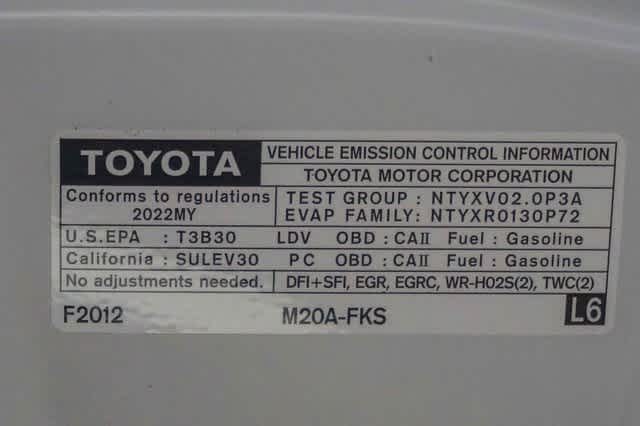 TOYOTA
VEHICLE EMISSION CONTROL INFORMATION
TOYOTA MOTOR CORPORATION
Conforms to regulations
2022MY
TEST GROUP : NTYXV02.0P3A
EVAP FAMILY: NTYXR0130P72
U.S.EPA : T3B30 LDV OBD : CAII Fuel : Gasoline
California : SULEV30 PC OBD : CAII Fuel : Gasoline
No adjustments needed. DFI+SFI, EGR, EGRC, WR-HO2S(2), TWC(2)
F2012 M20A-FKS L6